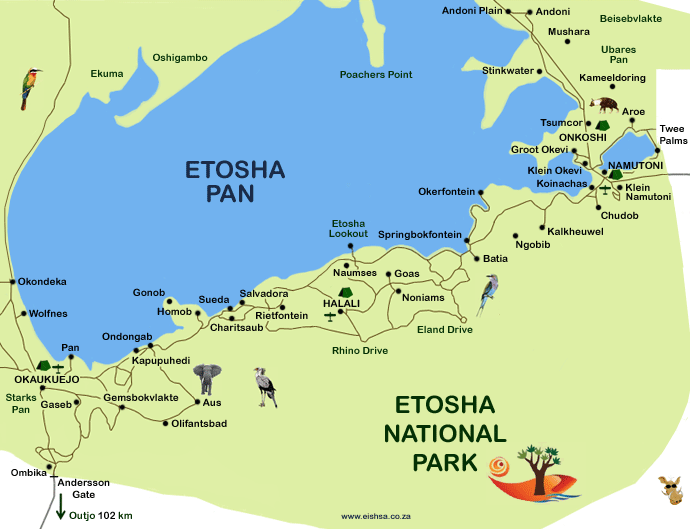 Andoni Plain
Andoni
Beisebvlakte
Mushara
Oshigambo
Ubares
Pan
Ekuma
Poachers Point
Stinkwater
Kameeldoring
Tsumcor
Aroe
ONKOSHI
Twee
Palms
Groot Okevi
ETOSHA
PAN
Klein Okevi
NAMUTONI
Koinachas
Klein
Namutoni
Okerfontein
Chudob
Etosha
Lookout
Springbokfontein
Kalkheuwel
Ngobib
Batia
Naumses
Goas
Okondeka
Gonob
Sueda
Salvadora
Noniams
HALALI
Wolfnes
Homob
Rietfontein
Charitsaub
Eland Drive
Ondongab
Pan
Kapupuhedi
Rhino Drive
OKAUKUEJO
Starks
Pan
Gaseb
Gemsbokvlakte
Aus
Olifantsbad
ETOSHA
NATIONAL
PARK
Ombika
Andersson
Gate
Outjo 102 km
www.eishsa.co.za